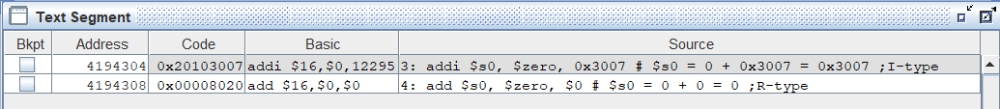 Text Segment
Bkpt Address Code Basic Source
4194304 0x20103007 addi $16,$0,12295 3: addi $s0, $zero, 0x3007 # $s0 = 0 + 0x3007 = 0x3007 ;I-type
4194308 0x00008020 add $16,$0,$0 4: add $s0, $zero, $0 # $s0 = 0 + 0 = 0 ;R-type